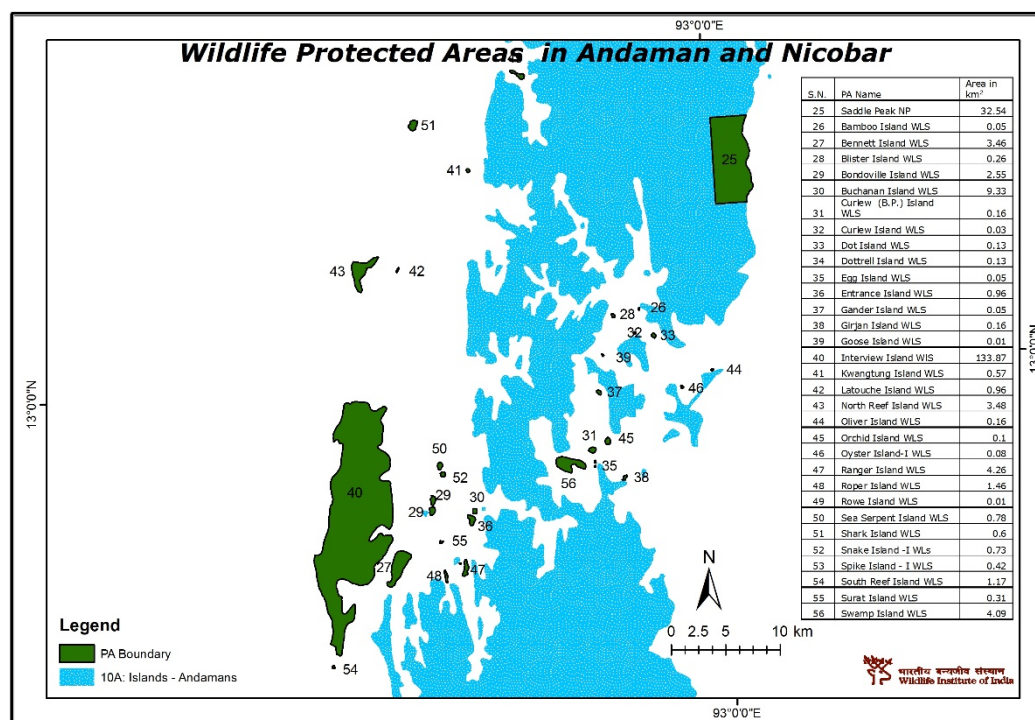 93°0'0"E
Wildlife Protected Areas in Andaman and Nicobar
S.N. PA Name Area in km²
25 Saddle Peak NP 32.54
26 Bamboo Island WLS 0.05
27 Bennett Island WLS 3.46
28 Blister Island WLS 0.26
29 Bondoville Island WLS 2.55
30 Buchanan Island WLS 9.33
31 Curlew (B.P.) Island WLS 0.16
32 Curlew Island WLS 0.03
33 Dot Island WLS 0.13
34 Dottrell Island WLS 0.13
35 Egg Island WLS 0.05
36 Entrance Island WLS 0.96
37 Gander Island WLS 0.05
38 Girjan Island WLS 0.16
39 Goose Island WLS 0.01
40 Interview Island WlS 133.87
41 Kwangtung Island WLS 0.57
42 Latouche Island WLS 0.96
43 North Reef Island WLS 3.48
44 Oliver Island WLS 0.16
45 Orchid Island WLS 0.1
46 Oyster Island-I WLS 0.08
47 Ranger Island WLS 4.26
48 Roper Island WLS 1.46
49 Rowe Island WLS 0.01
50 Sea Serpent Island WLS 0.78
51 Shark Island WLS 0.6
52 Snake Island -I WLs 0.73
53 Spike Island - I WLS 0.42
54 South Reef Island WLS 1.17
55 Surat Island WLS 0.31
56 Swamp Island WLS 4.09
51
41
25
43
42
28
26
32
33
39
44
46
37
13°0'0"N
13°0'0"N
31
45
50
56
35
38
52
40
29
30
29
36
55
27
48
47
54
N
0 2.5 5 10 km
Legend
PA Boundary
10A: Islands - Andamans
भारतीय वन्यजीव संस्थान
Wildlife Institute of India
93°0'0"E